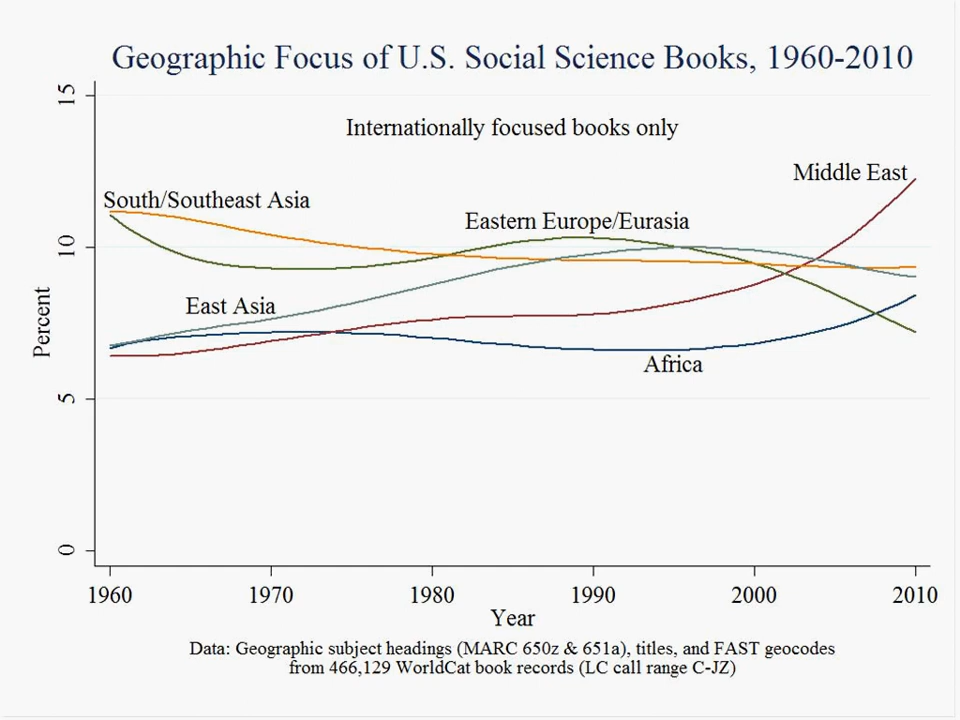 Geographic Focus of U.S. Social Science Books, 1960-2010
15
Internationally focused books only
Middle East
South/Southeast Asia
Eastern Europe/Eurasia
10
East Asia
Percent
Africa
5
0
1960 1970 1980 1990 2000 2010
Year
Data: Geographic subject headings (MARC 650z & 651a), titles, and FAST geocodes
from 466,129 WorldCat book records (LC call range C-JZ)